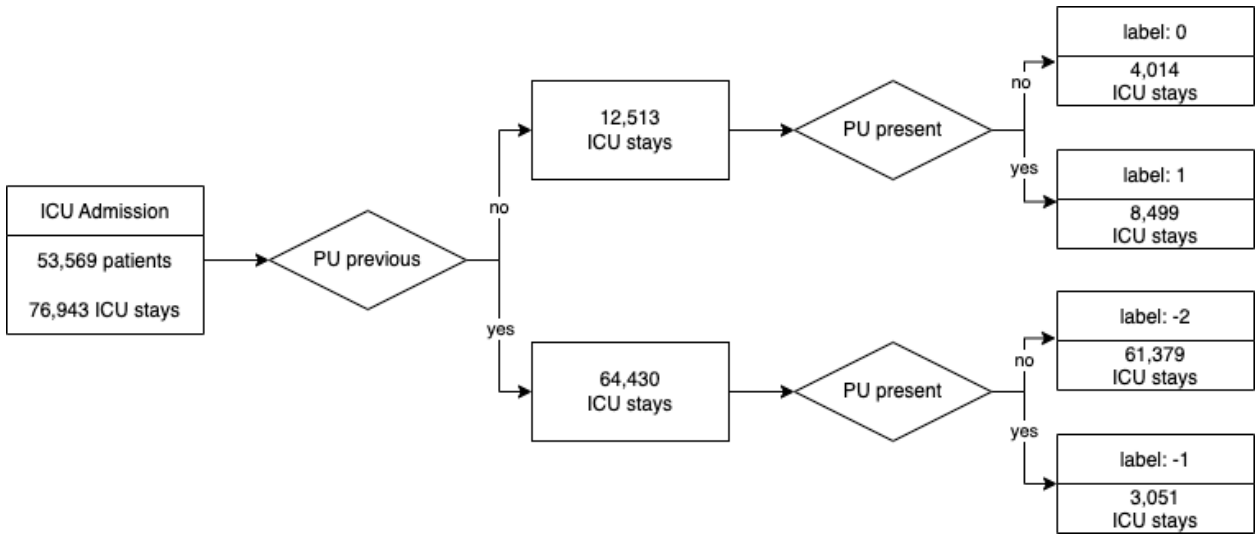 ICU Admission
53,569 patients
76,943 ICU stays
PU previous
no
yes
12,513
ICU stays
PU present
no
yes
label: 0
4,014
ICU stays
label: 1
8,499
ICU stays
64,430
ICU stays
PU present
no
yes
label: -2
61,379
ICU stays
label: -1
3,051
ICU stays